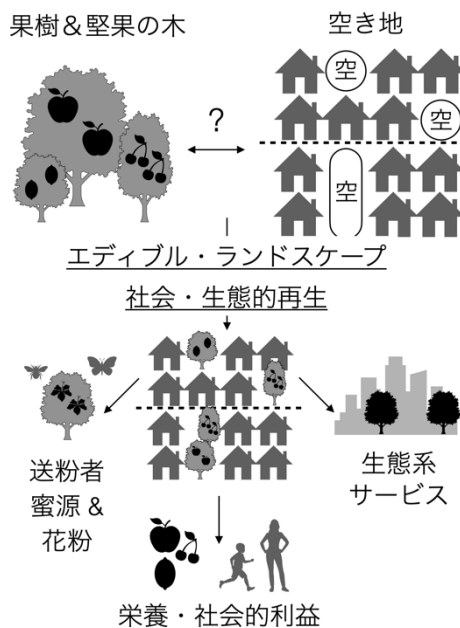 果樹&堅果の木
空き地
空
空
?
空
エディブル・ランドスケープ
社会・生態的再生
送粉者
蜜源 &
花粉
生態系
サービス
栄養・社会的利益